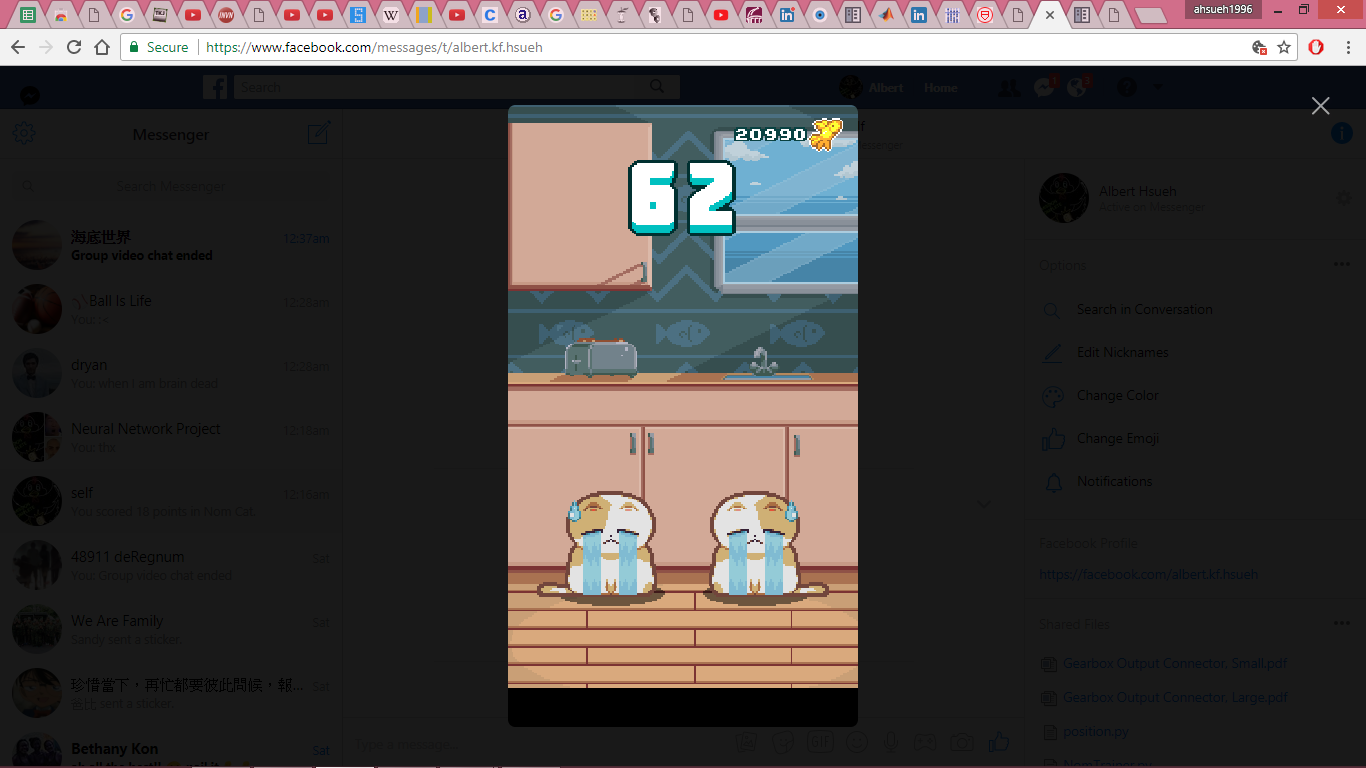 ahsueh1996
Secure
https://www.facebook.com/messages/t/albert.kf.hsueh
Search
Albert
Home
Messenger
Search Messenger
海底世界
12:37am
Group video chat ended
Ball Is Life
12:28am
dryan
12:28am
You: when I am brain dead
Neural Network Project
12:18am
You: thx
self
12:16am
You scored 18 points in Nom Cat.
48911 deRegnum
Sat
You: Group video chat ended
We Are Family
Sat
Sandy sent a sticker.
珍惜當下，再忙都要彼此問候，報...
Sat
爸比 sent a sticker.
Bethany Kon
Sat
20990
62
Type a message...
GIF
Albert Hsueh
Active on Messenger
Options
Search in Conversation
Edit Nicknames
Change Color
Change Emoji
Notifications
Facebook Profile
https://facebook.com/albert.kf.hsueh
Shared Files
Gearbox Output Connector, Small.pdf
Gearbox Output Connector, Large.pdf
position.py